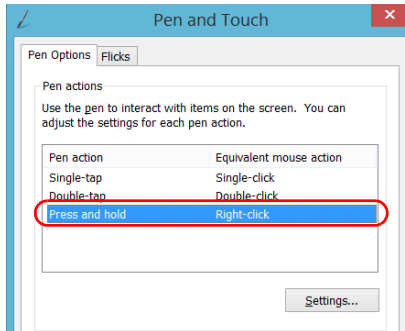 Pen and Touch
Pen Options Flicks
Pen actions
Use the pen to interact with items on the screen. You can
adjust the settings for each pen action.
Pen action Equivalent mouse action
Single-tap Single-click
Double-tap Double-click
Press and hold Right-click
Settings...